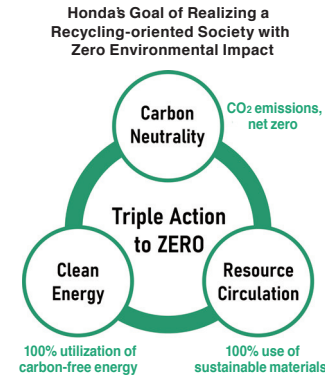 Honda's Goal of Realizing a
Recycling-oriented Society with
Zero Environmental Impact
Carbon
Neutrality
CO2 emissions,
net zero
Triple Action
to ZERO
Clean
Energy
Resource
Circulation
100% utilization of
carbon-free energy
100% use of
sustainable materials